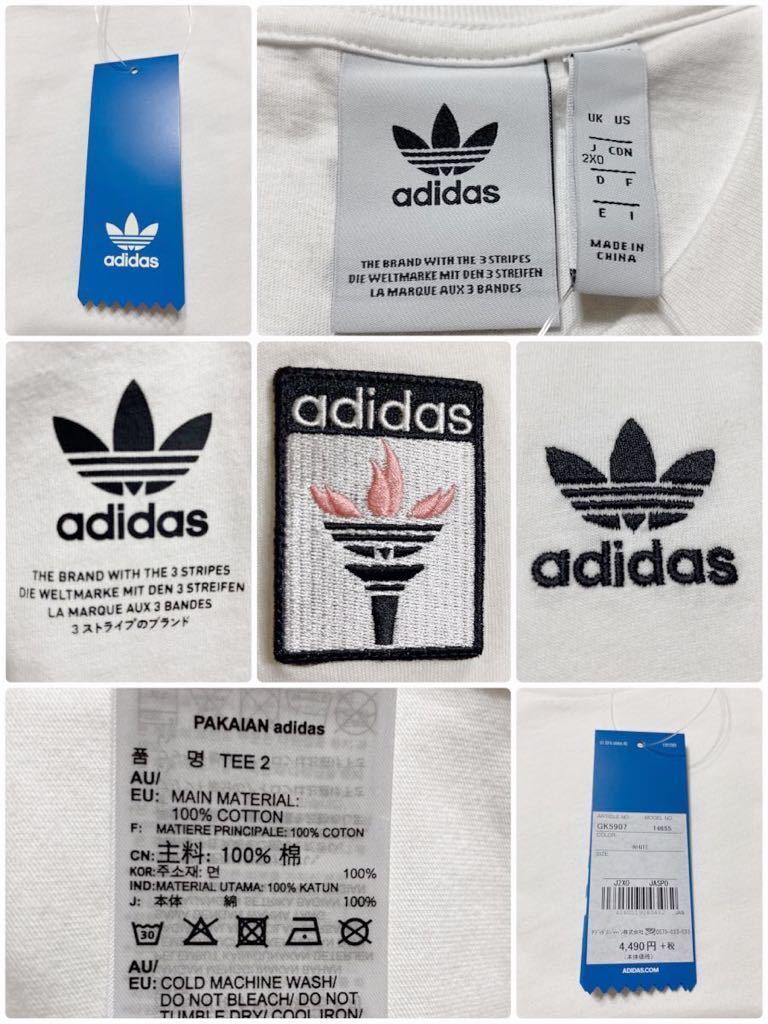 adidas
adidas
THE BRAND WITH THE 3 STRIPES
DIE WELTMARKE MIT DEN 3 STREIFEN
LA MARQUE AUX 3 BANDES
UK US
J CDN
2XO
D F
E I
MADE IN
CHINA
adidas
THE BRAND WITH THE 3 STRIPES
DIE WELTMARKE MIT DEN 3 STREIFEN
LA MARQUE AUX 3 BANDES
3 ストライプのブランド
adidas
adidas
PAKAIAN adidas
품 명 TEE 2
AU/
EU: MAIN MATERIAL:
100% COTTON
F: MATIERE PRINCIPALE: 100% COTON
CN: 主料: 100% 棉
KOR: 주소재: 면 100%
IND: MATERIAL UTAMA: 100% KATUN
J: 本体 綿 100%
30
AU/
EU: COLD MACHINE WASH/
DO NOT BLEACH/ DO NOT
TUMBLE DRY/ COOL IRON/
ARTICLE NO. MODEL NO.
GK5907 14655
COLOR
WHITE
SIZE
J2XO JASPO
JAN
4,490円 +税
(本体価格)
ADIDAS.COM